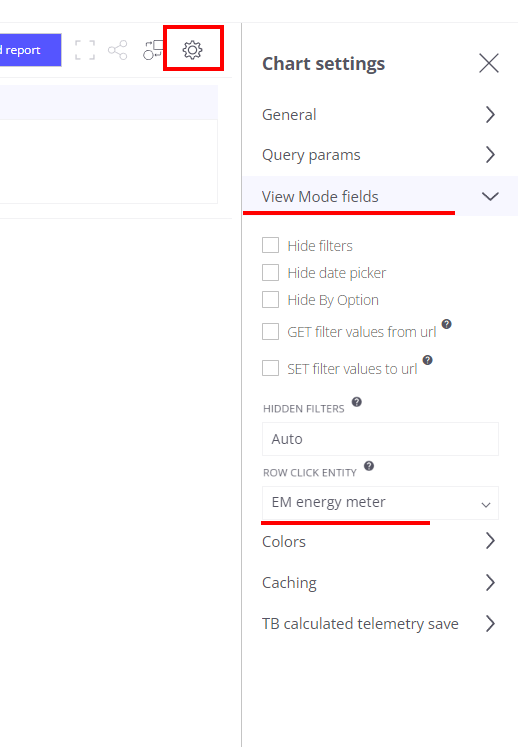 d report
Chart settings
General
Query params
View Mode fields
Hide filters
Hide date picker
Hide By Option
GET filter values from url ?
SET filter values to url ?
HIDDEN FILTERS ?
Auto
ROW CLICK ENTITY ?
EM energy meter
Colors
Caching
TB calculated telemetry save